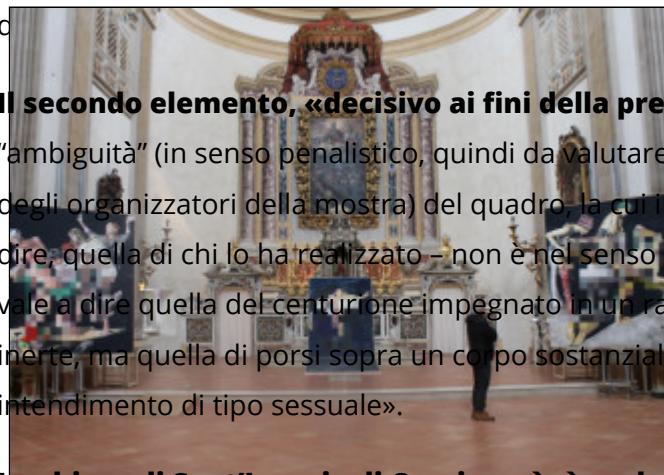 Il secondo elemento, «decisivo ai fini della pre
"ambiguità" (in senso penalistico, quindi da valutare
degli organizzatori della mostra) del quadro, la cui i
dire, quella di chi lo ha realizzato – non è nel senso
vale a dire quella del centurione impegnato in un ra
inerte, ma quella di porsi sopra un corpo sostanzial
intendimento di tipo sessuale».